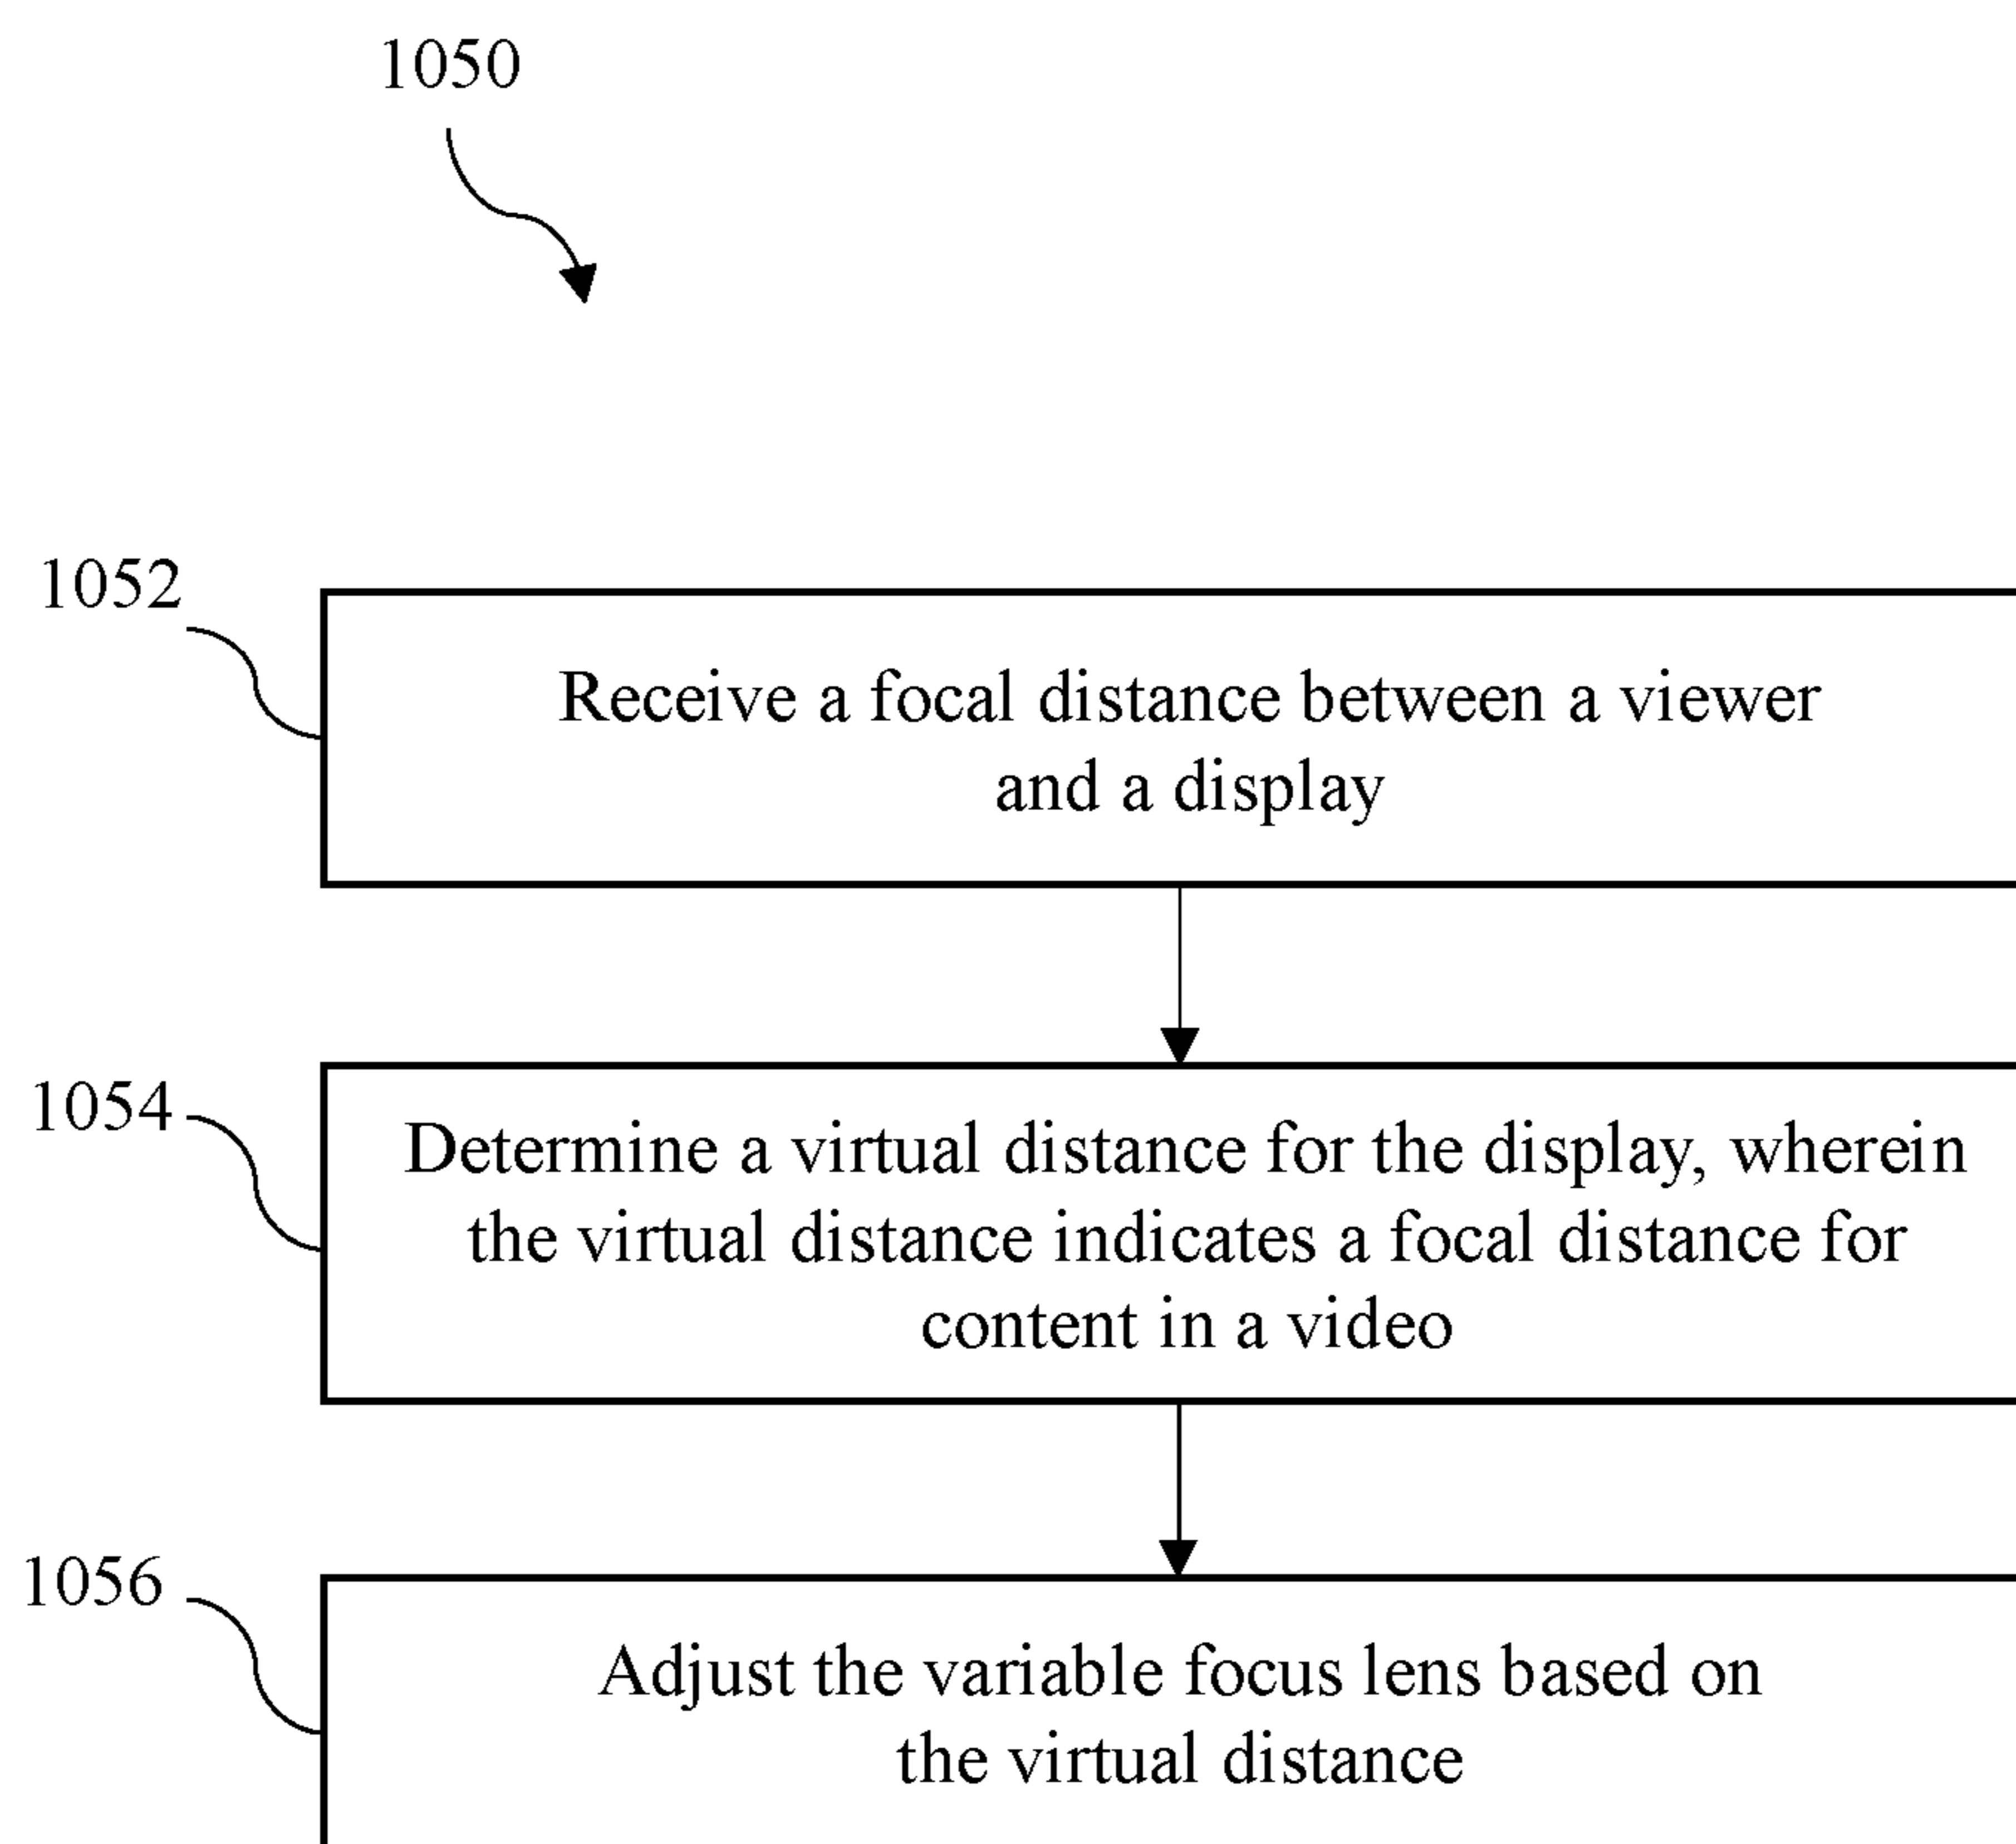 1050
1052
Receive a focal distance between a viewer
and a display
1054
Determine a virtual distance for the display, wherein
the virtual distance indicates a focal distance for
content in a video
1056
Adjust the variable focus lens based on
the virtual distance